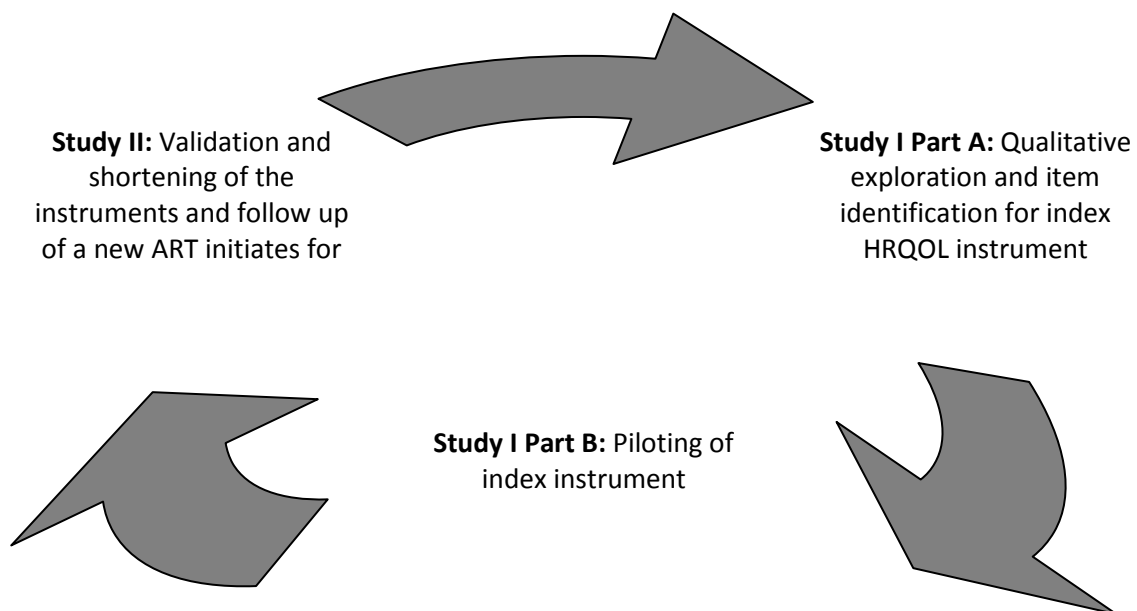 Study II: Validation and
shortening of the
instruments and follow up
of a new ART initiates for
Study I Part A: Qualitative
exploration and item
identification for index
HRQOL instrument
Study I Part B: Piloting of
index instrument